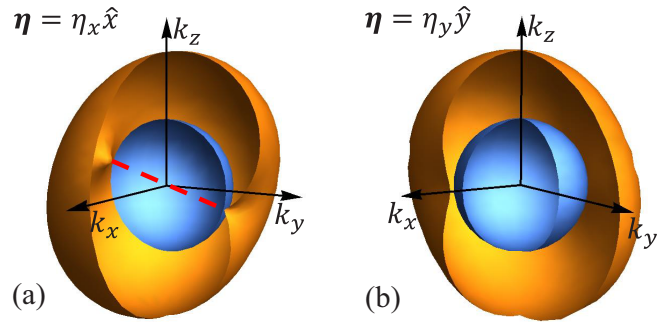 η = η_x x̂
k_z
k_x
k_y
(a)
η = η_y ŷ
k_z
k_x
k_y
(b)